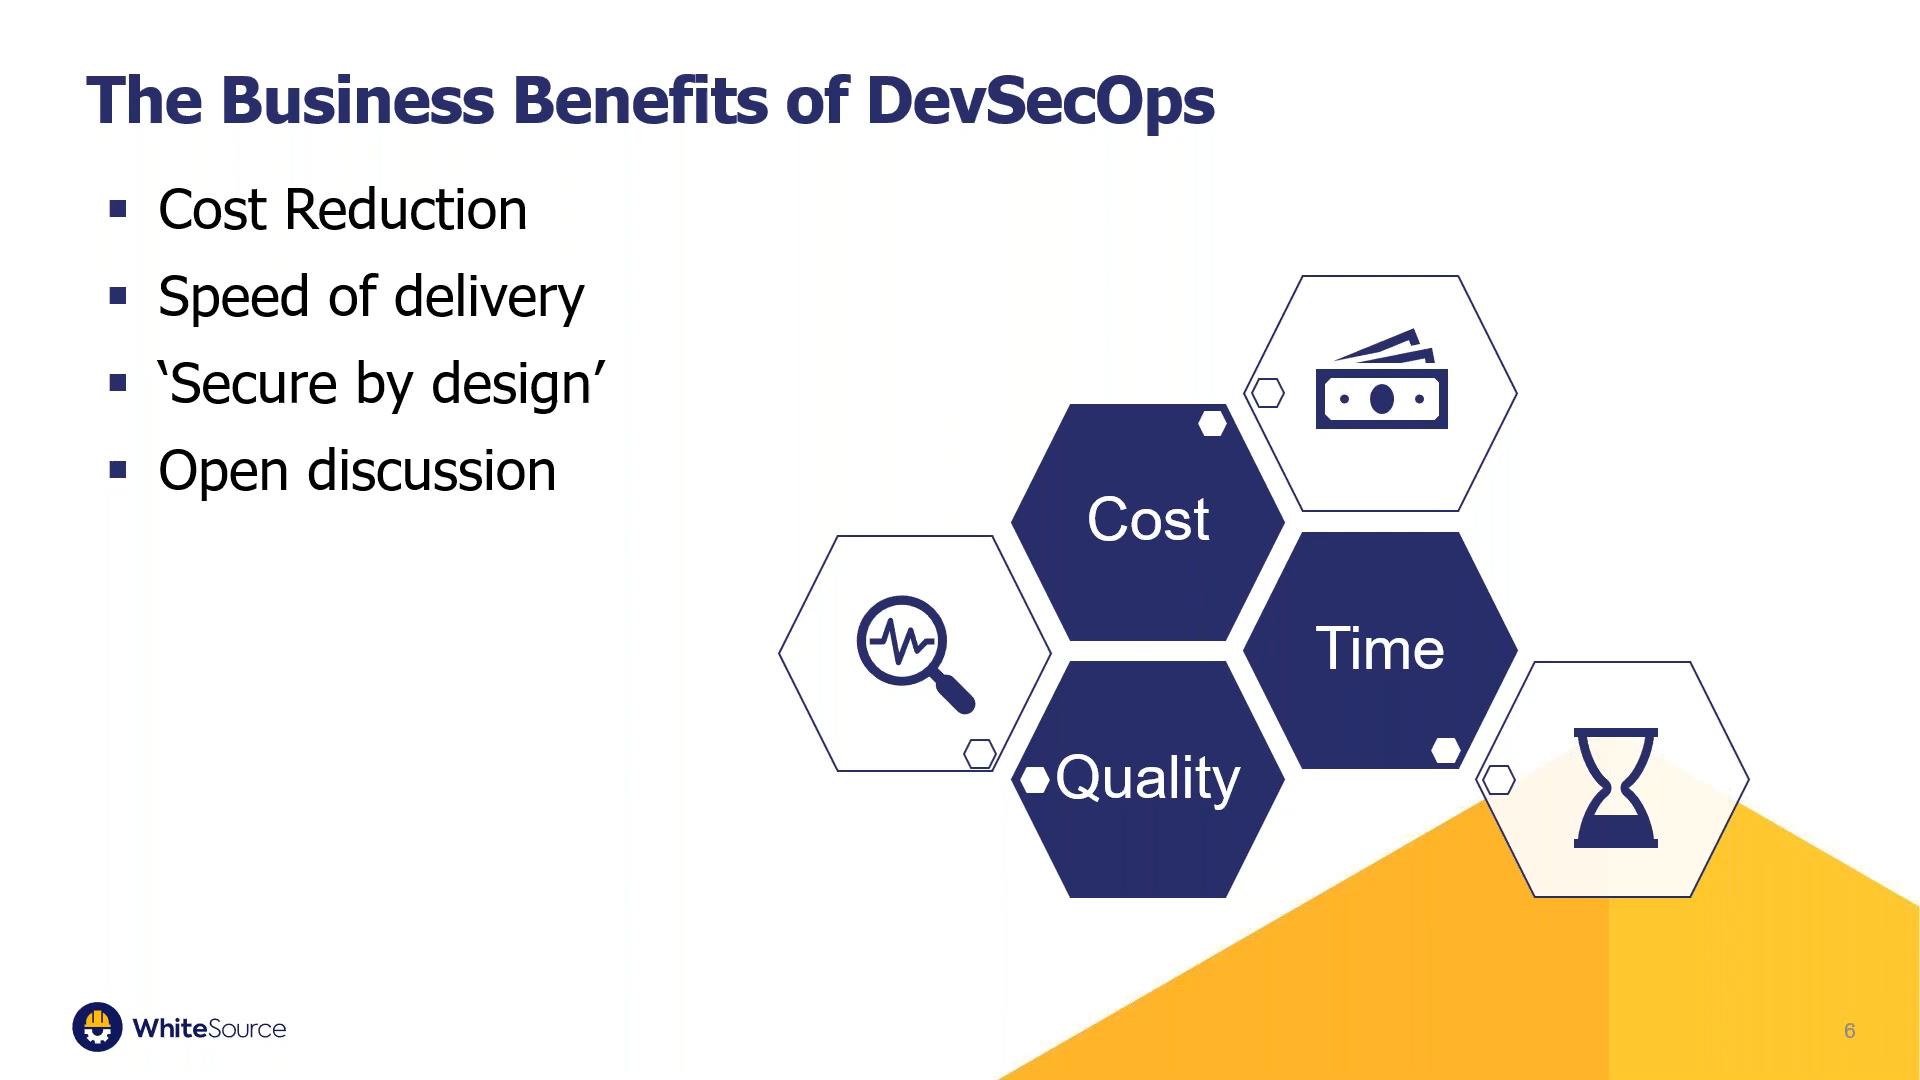 The Business Benefits of DevSecOps
Cost Reduction
Speed of delivery
‘Secure by design’
Open discussion
Cost
Time
Quality
WhiteSource
6